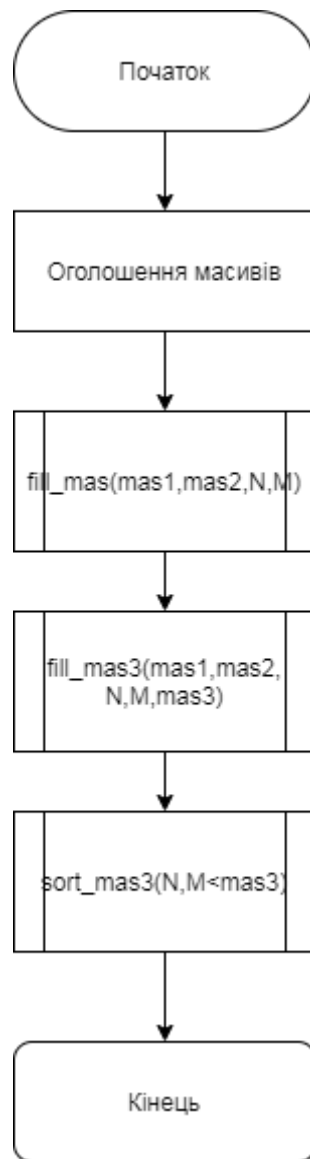 Початок
Оголошення масивів
fill_mas(mas1,mas2,N,M)
fill_mas3(mas1,mas2,
N,M,mas3)
sort_mas3(N,M<mas3)
Кінець